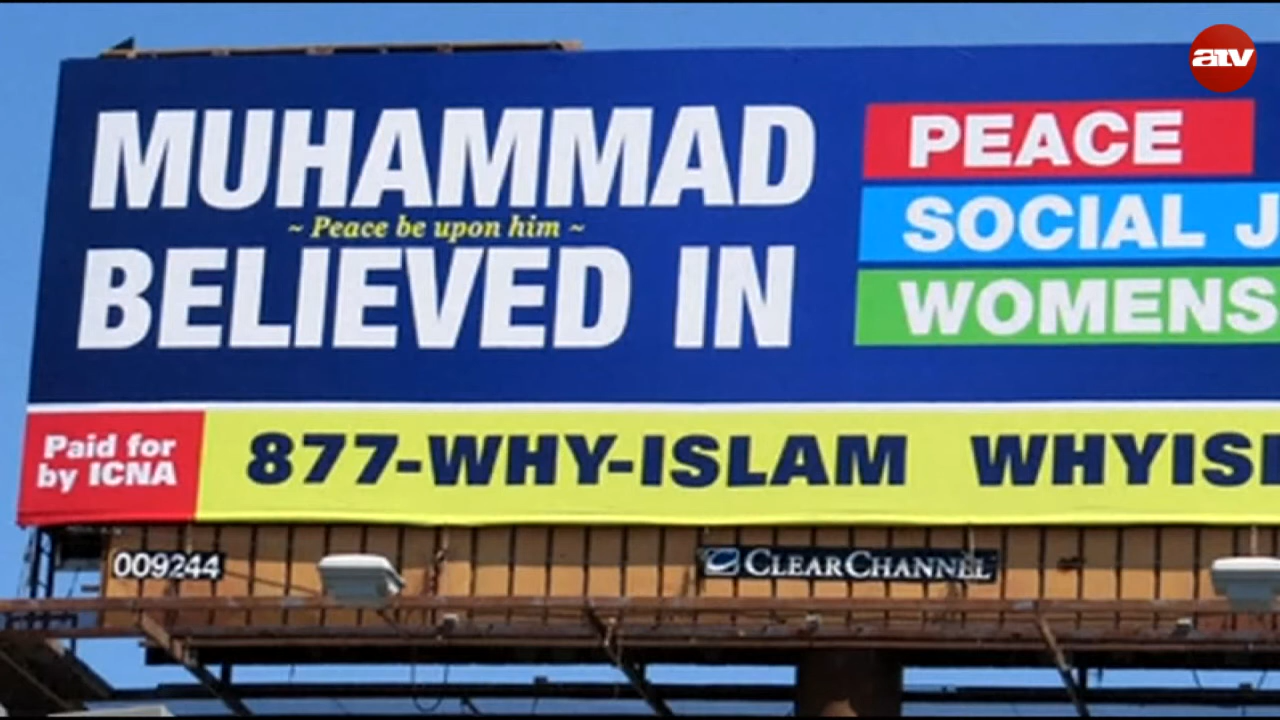 atv
MUHAMMAD
~ Peace be upon him ~
BELIEVED IN
PEACE
SOCIAL J
WOMENS
Paid for
by ICNA
877-WHY-ISLAM WHYISL
009244
CLEARCHANNEL